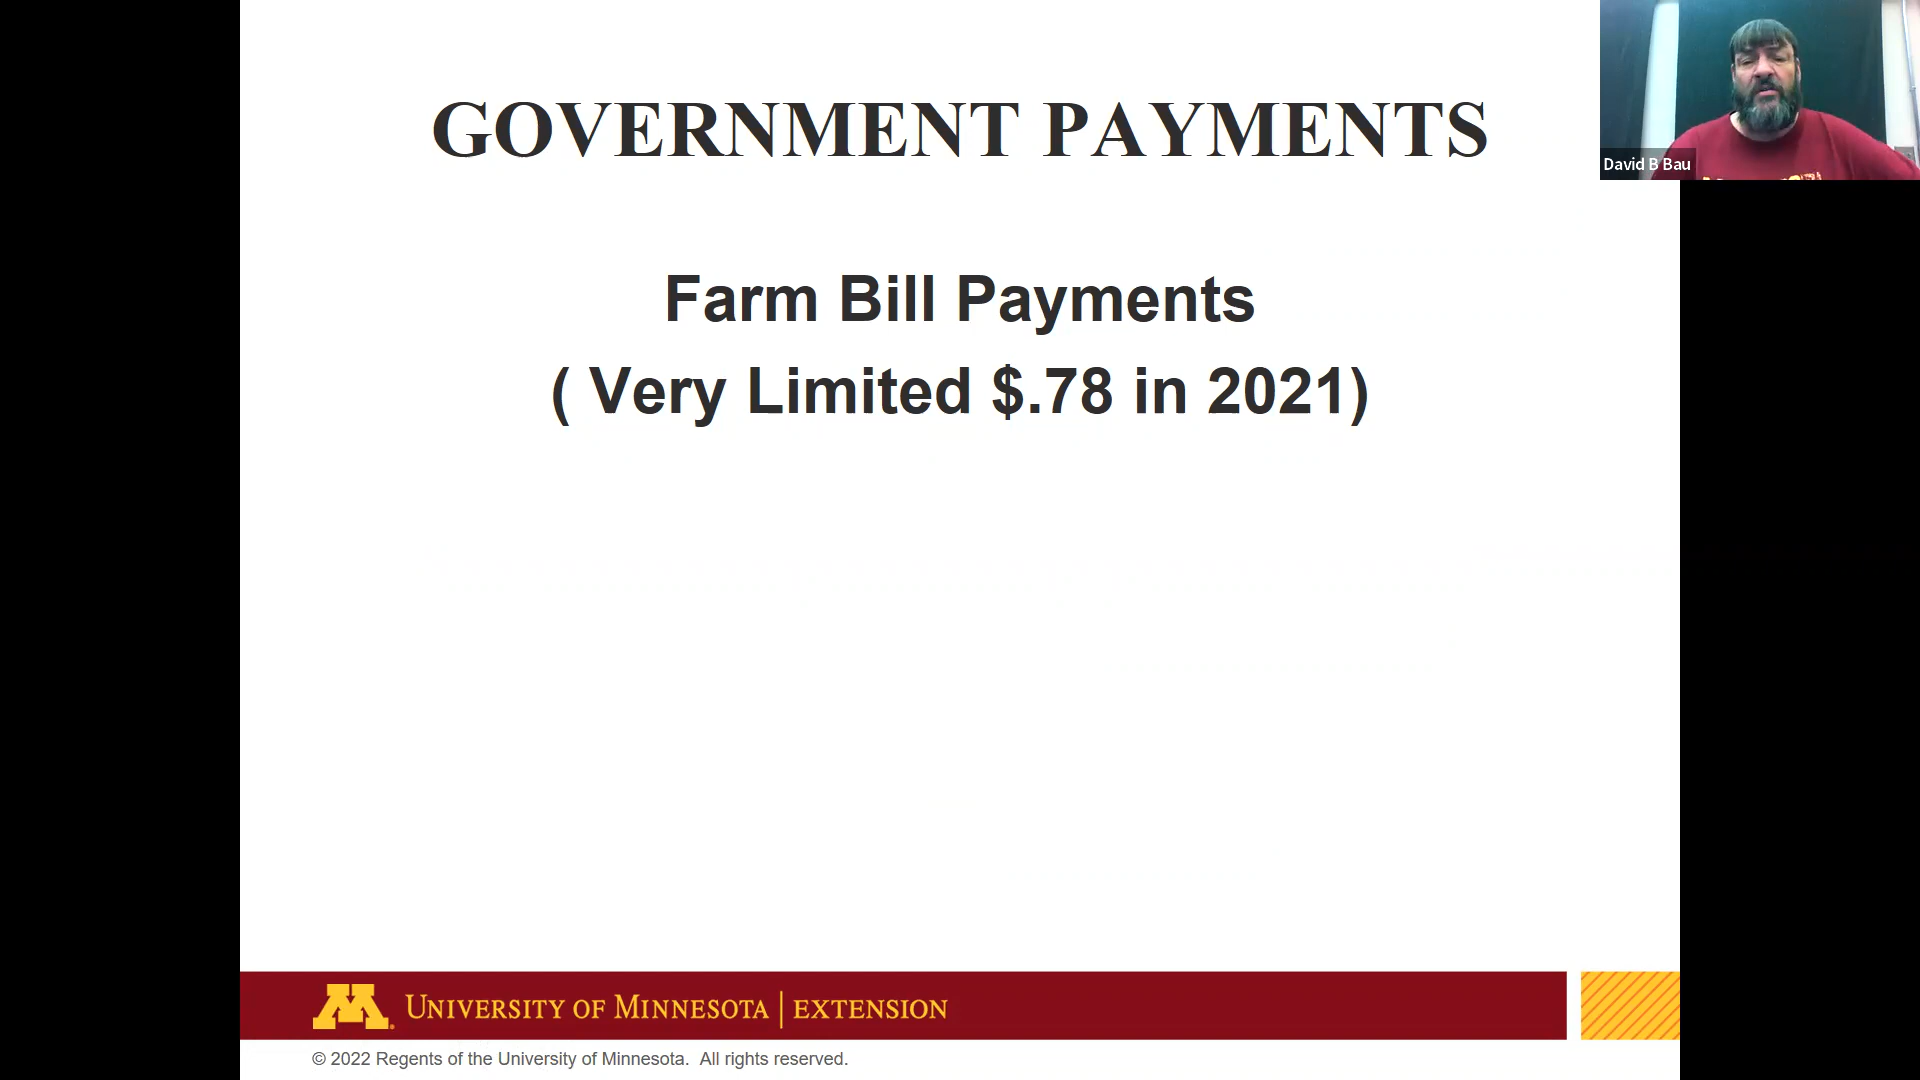 GOVERNMENT PAYMENTS
David B Bau
Farm Bill Payments
( Very Limited $.78 in 2021)
UNIVERSITY OF MINNESOTA | EXTENSION
© 2022 Regents of the University of Minnesota. All rights reserved.